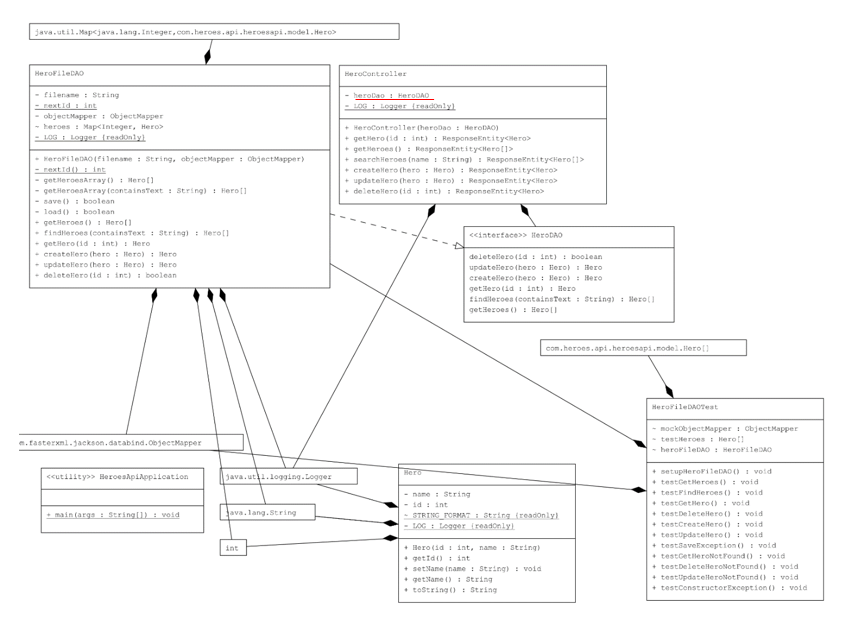 java.util.Map<java.lang.Integer,com.heroes.api.heroesapi.model.Hero>
HeroFileDAO
- filename : String
- nextId : int
- objectMapper : ObjectMapper
- heroes : Map<Integer, Hero>
- LOG : Logger {readOnly}
- HeroFileDAO(filename : String, objectMapper : ObjectMapper)
- nextId() : int
- getHeroesArray() : Hero[]
- getHeroesArray(containsText : String) : Hero[]
- save() : boolean
- load() : boolean
+ getHeroes() : Hero[]
+ findHeroes(containsText : String) : Hero[]
+ getHero(id : int) : Hero
+ createHero(hero : Hero) : Hero
+ updateHero(hero : Hero) : Hero
+ deleteHero(id : int) : boolean
HeroController
- heroDao : HeroDAO
- LOG : Logger {readOnly}
+ HeroController(heroDao : HeroDAO)
+ getHero(id : int) : ResponseEntity<Hero>
+ getHeroes() : ResponseEntity<Hero[]>
+ searchHeroes(name : String) : ResponseEntity<Hero[]>
+ createHero(hero : Hero) : ResponseEntity<Hero>
+ updateHero(hero : Hero) : ResponseEntity<Hero>
+ deleteHero(id : int) : ResponseEntity<Hero>
<<interface>> HeroDAO
deleteHero(id : int) : boolean
updateHero(hero : Hero) : Hero
createHero(hero : Hero) : Hero
getHero(id : int) : Hero
findHeroes(containsText : String) : Hero[]
getHeroes() : Hero[]
com.heroes.api.heroesapi.model.Hero[]
HeroFileDAOTest
- mockObjectMapper : ObjectMapper
- testHeroes : Hero[]
- heroFileDAO : HeroFileDAO
+ setupHeroFileDAO() : void
+ testGetHeroes() : void
+ testFindHeroes() : void
+ testGetHero() : void
+ testDeleteHero() : void
+ testCreateHero() : void
+ testUpdateHero() : void
+ testSaveException() : void
+ testGetHeroNotFound() : void
+ testDeleteHeroNotFound() : void
+ testUpdateHeroNotFound() : void
+ testConstructorException() : void
m.fasterxml.jackson.databind.ObjectMapper
<<utility>> HeroesApiApplication
+ main(args : String[]) : void
java.util.logging.Logger
java.lang.String
int
Hero
- name : String
- id : int
- STRING_FORMAT : String {readOnly}
- LOG : Logger {readOnly}
+ Hero(id : int, name : String)
+ getId() : int
+ setName(name : String) : void
+ getName() : String
+ toString() : String